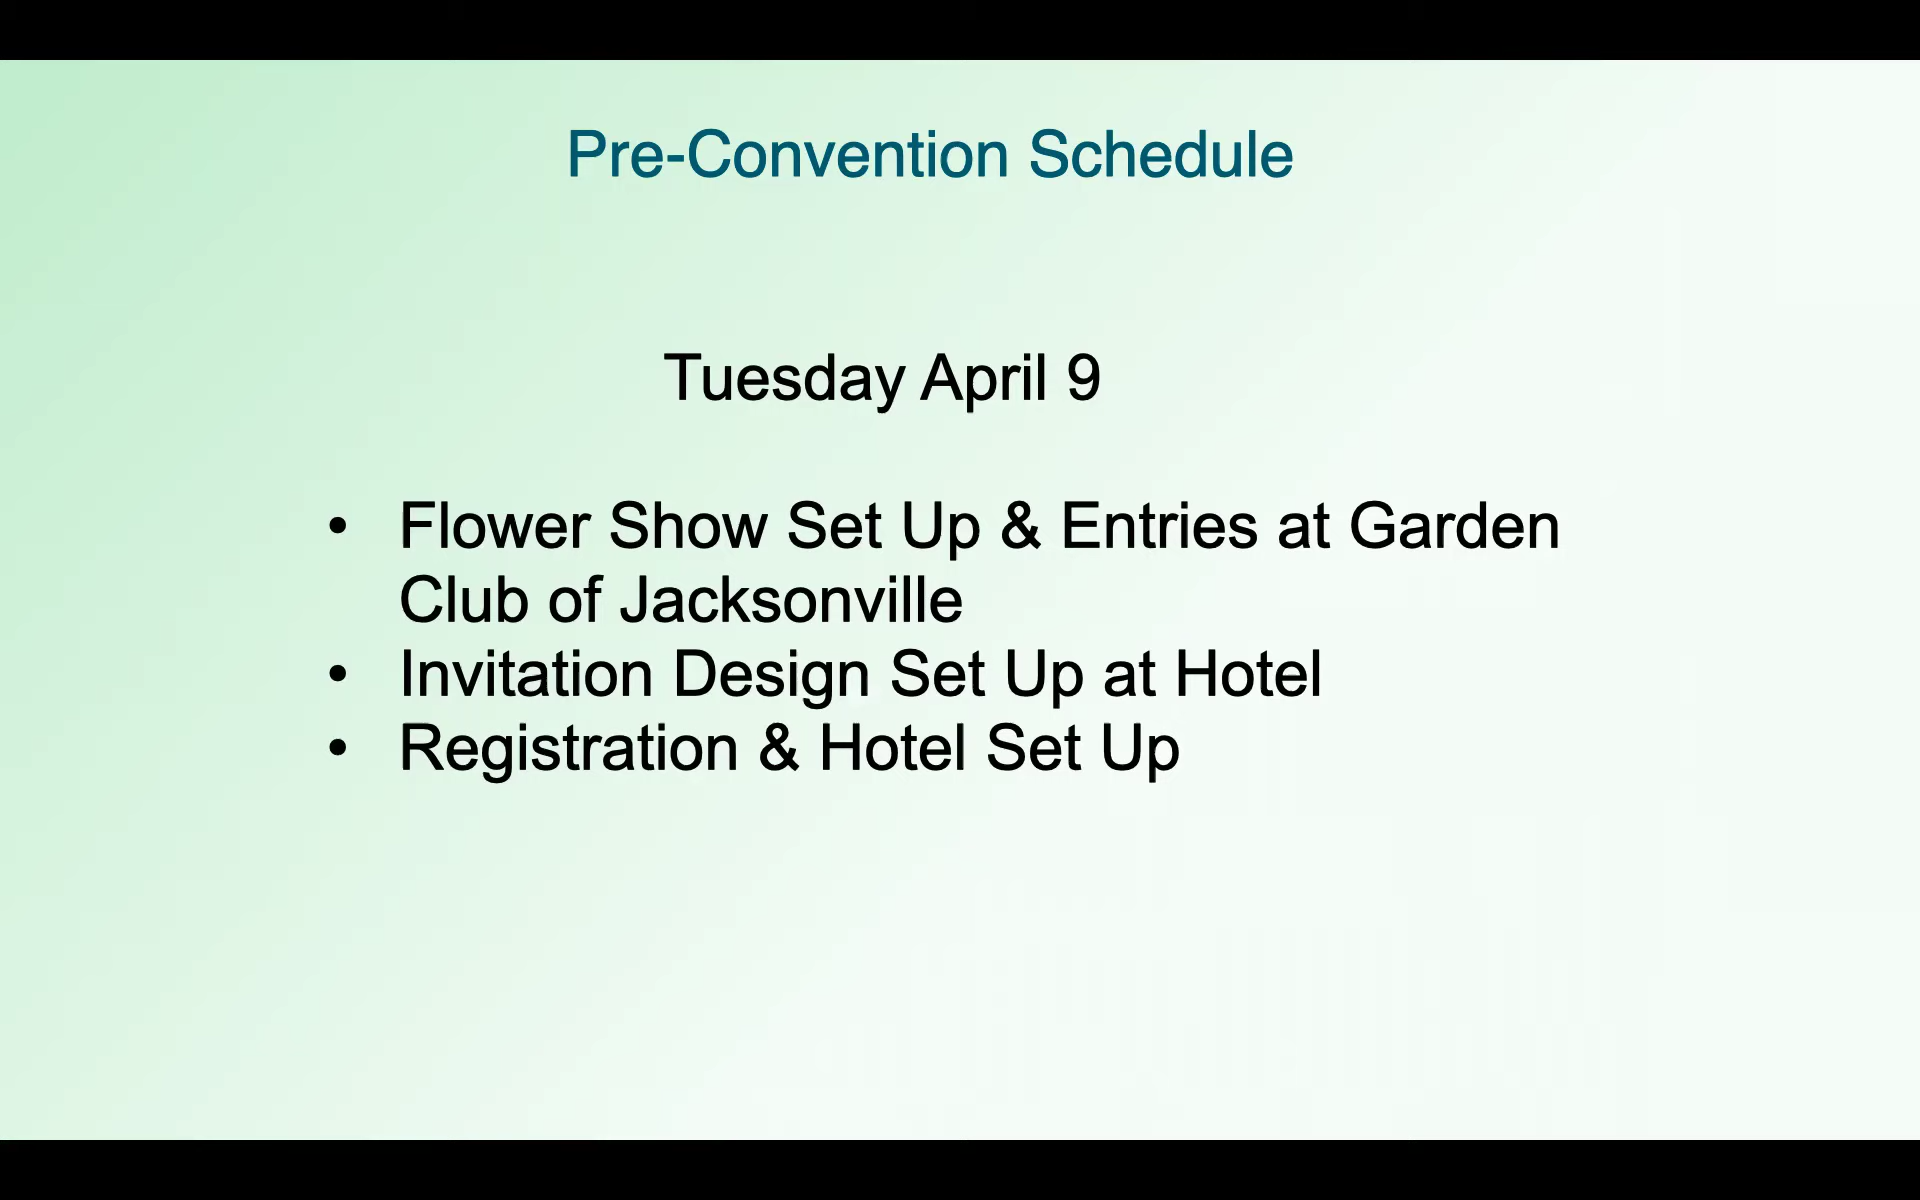 Pre-Convention Schedule
Tuesday April 9
• Flower Show Set Up & Entries at Garden
Club of Jacksonville
• Invitation Design Set Up at Hotel
• Registration & Hotel Set Up